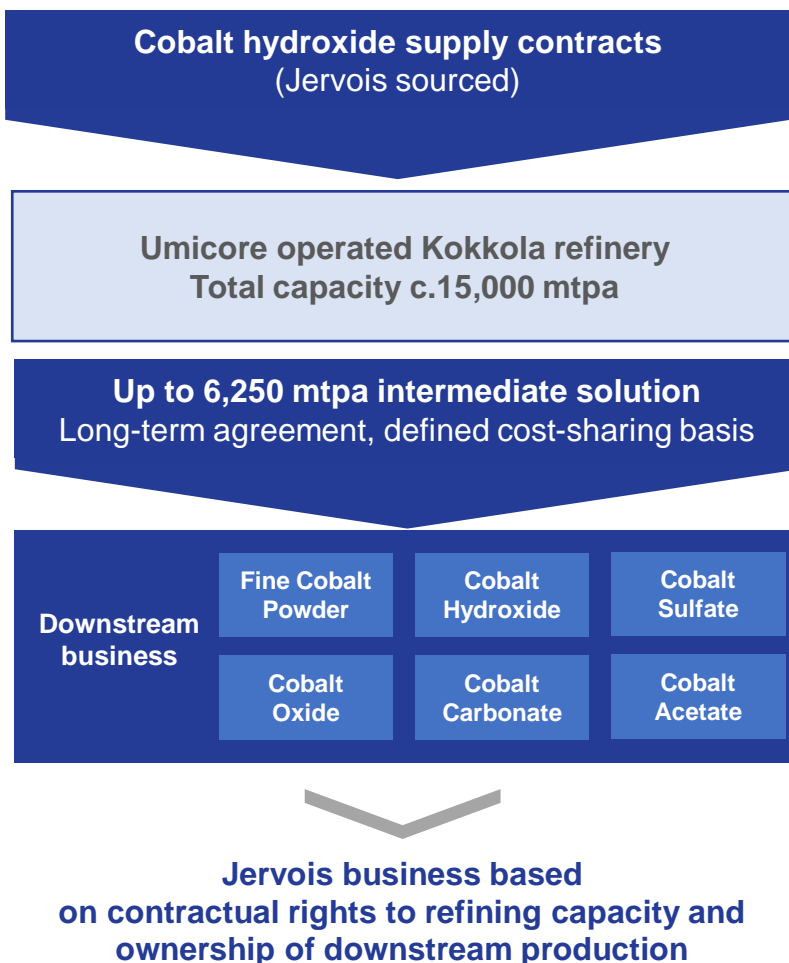 Cobalt hydroxide supply contracts
(Jervois sourced)
Umicore operated Kokkola refinery
Total capacity c.15,000 mtpa
Up to 6,250 mtpa intermediate solution
Long-term agreement, defined cost-sharing basis
Downstream
business
Fine Cobalt
Powder
Cobalt
Hydroxide
Cobalt
Sulfate
Cobalt
Oxide
Cobalt
Carbonate
Cobalt
Acetate
Jervois business based
on contractual rights to refining capacity and
ownership of downstream production